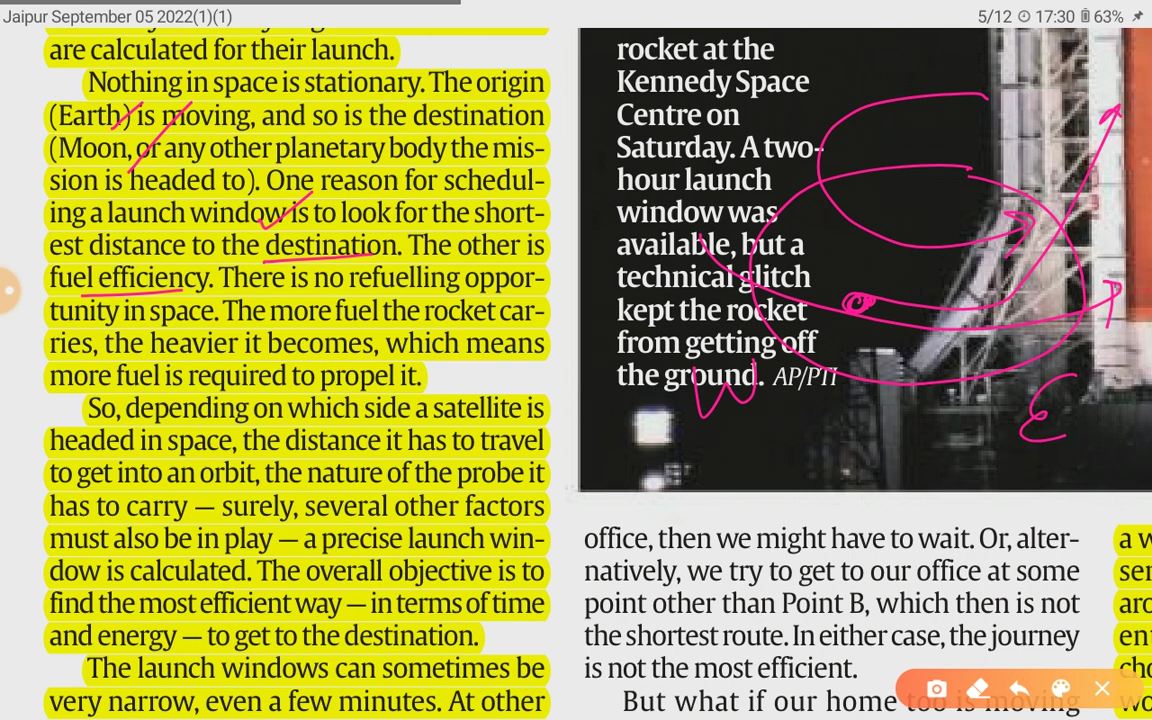 Jaipur September 05 2022(1)(1)
5/12 17:30 63%
are calculated for their launch.
Nothing in space is stationary. The origin
(Earth) is moving, and so is the destination
(Moon, or any other planetary body the mis-
sion is headed to). One reason for schedul-
ing a launch window is to look for the short-
est distance to the destination. The other is
fuel efficiency. There is no refuelling oppor-
tunity in space. The more fuel the rocket car-
ries, the heavier it becomes, which means
more fuel is required to propel it.
So, depending on which side a satellite is
headed in space, the distance it has to travel
to get into an orbit, the nature of the probe it
has to carry — surely, several other factors
must also be in play — a precise launch win-
dow is calculated. The overall objective is to
find the most efficient way — in terms of time
and energy — to get to the destination.
The launch windows can sometimes be
very narrow, even a few minutes. At other
rocket at the
Kennedy Space
Centre on
Saturday. A two-
hour launch
window was
available, but a
technical glitch
kept the rocket
from getting off
the ground. AP/PTI
W
E
office, then we might have to wait. Or, alter-
natively, we try to get to our office at some
point other than Point B, which then is not
the shortest route. In either case, the journey
is not the most efficient.
But what if our home too is moving
a